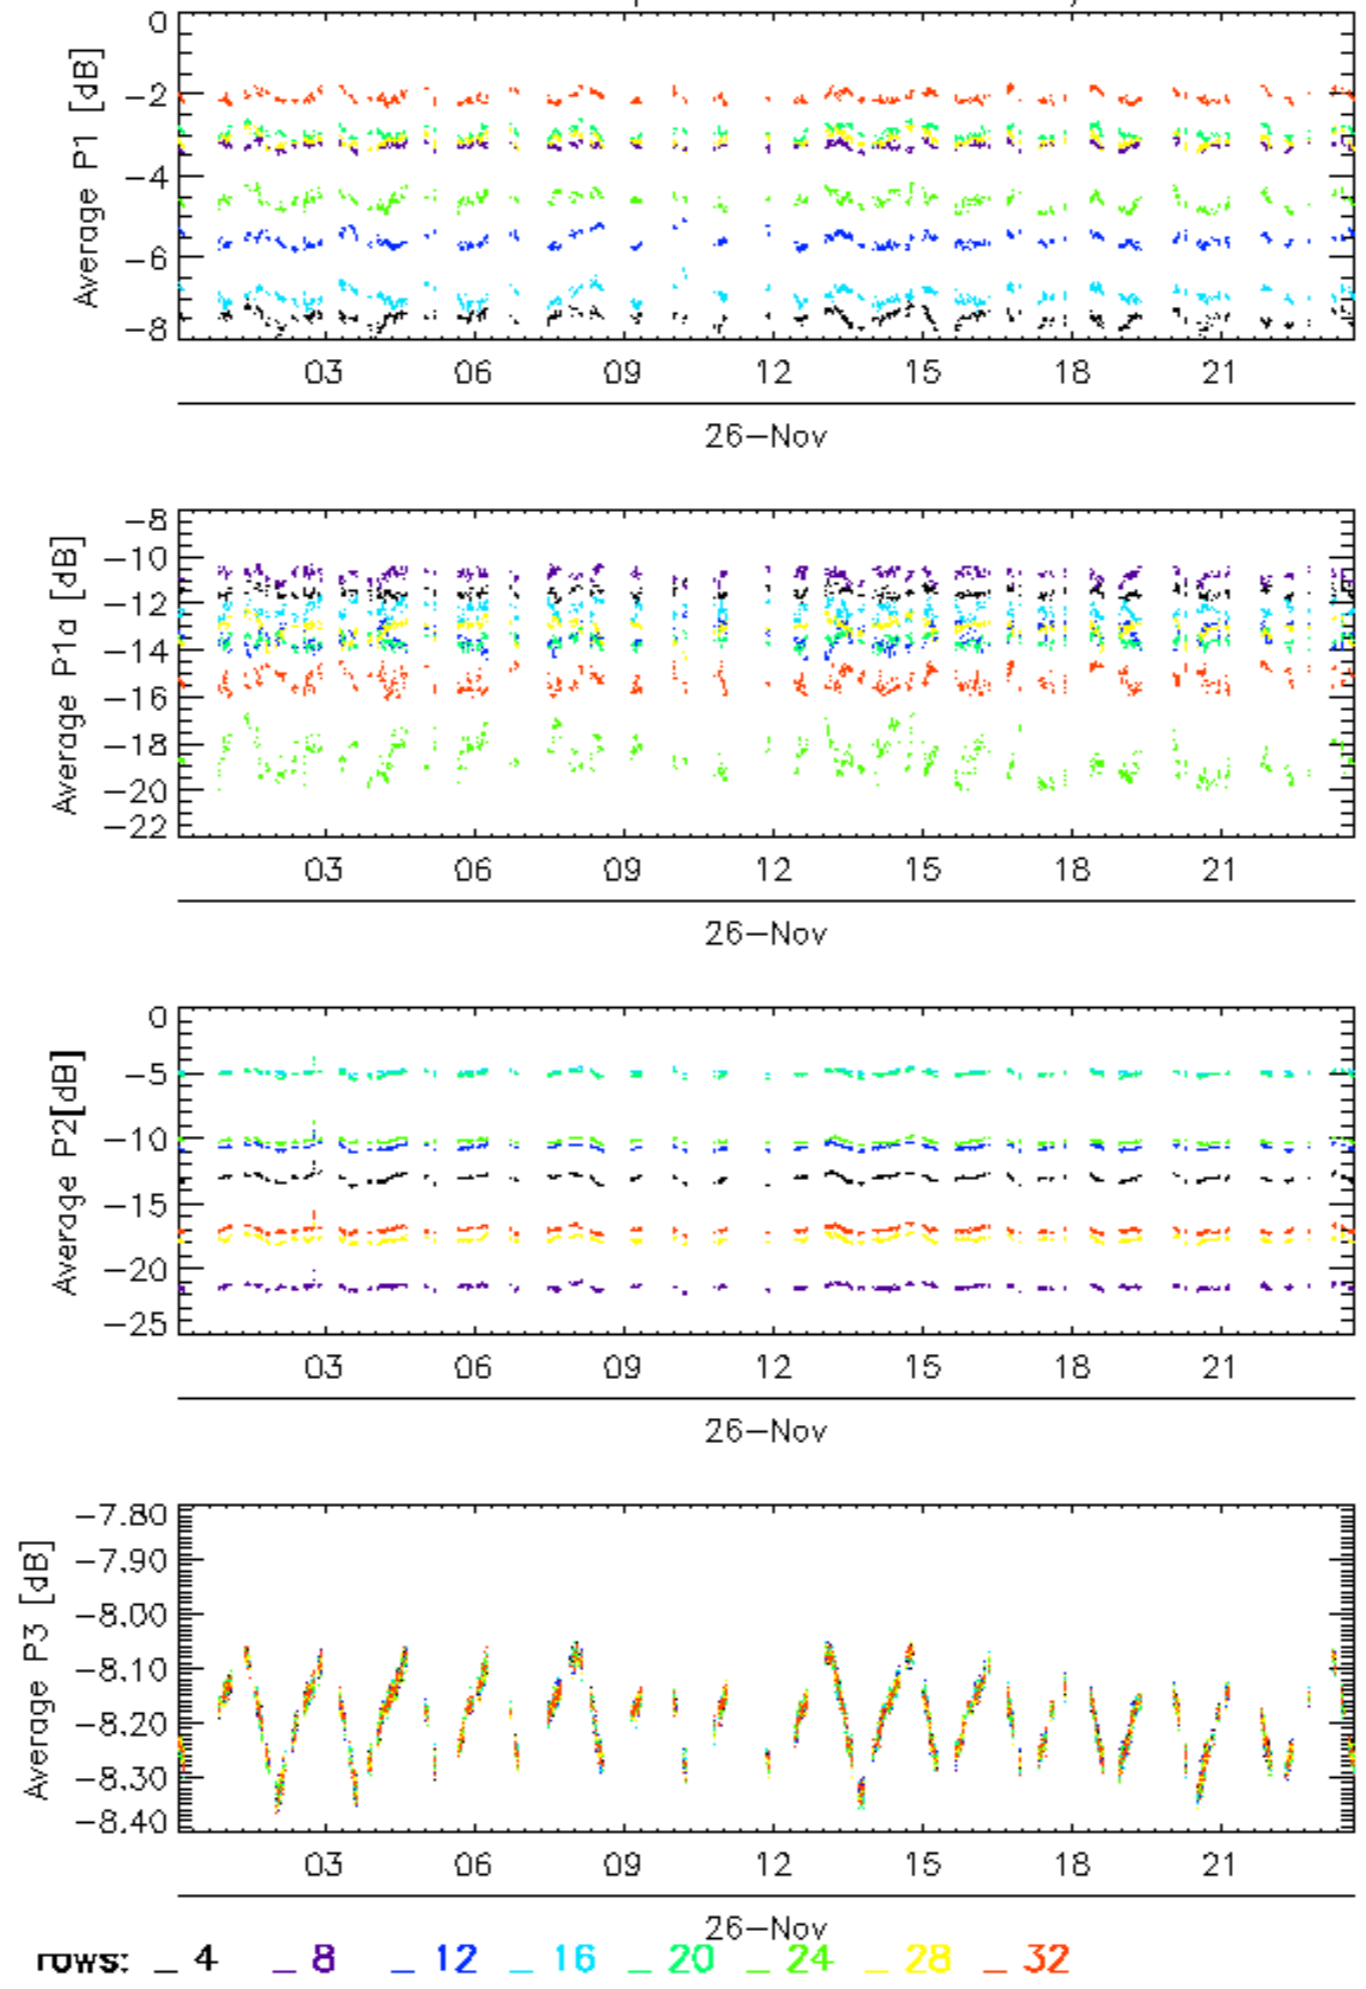 0
-2
-4
-6
-8
Average P1 [dB]
03 06 09 12 15 18 21
26-Nov
-8
-10
-12
-14
-16
-18
-20
-22
Average P1a [dB]
03 06 09 12 15 18 21
26-Nov
0
-5
-10
-15
-20
-25
Average P2[dB]
03 06 09 12 15 18 21
26-Nov
-7.80
-7.90
-8.00
-8.10
-8.20
-8.30
-8.40
Average P3 [dB]
03 06 09 12 15 18 21
26-Nov
rows: _ 4 _ 8 _ 12 _ 16 _ 20 _ 24 _ 28 _ 32